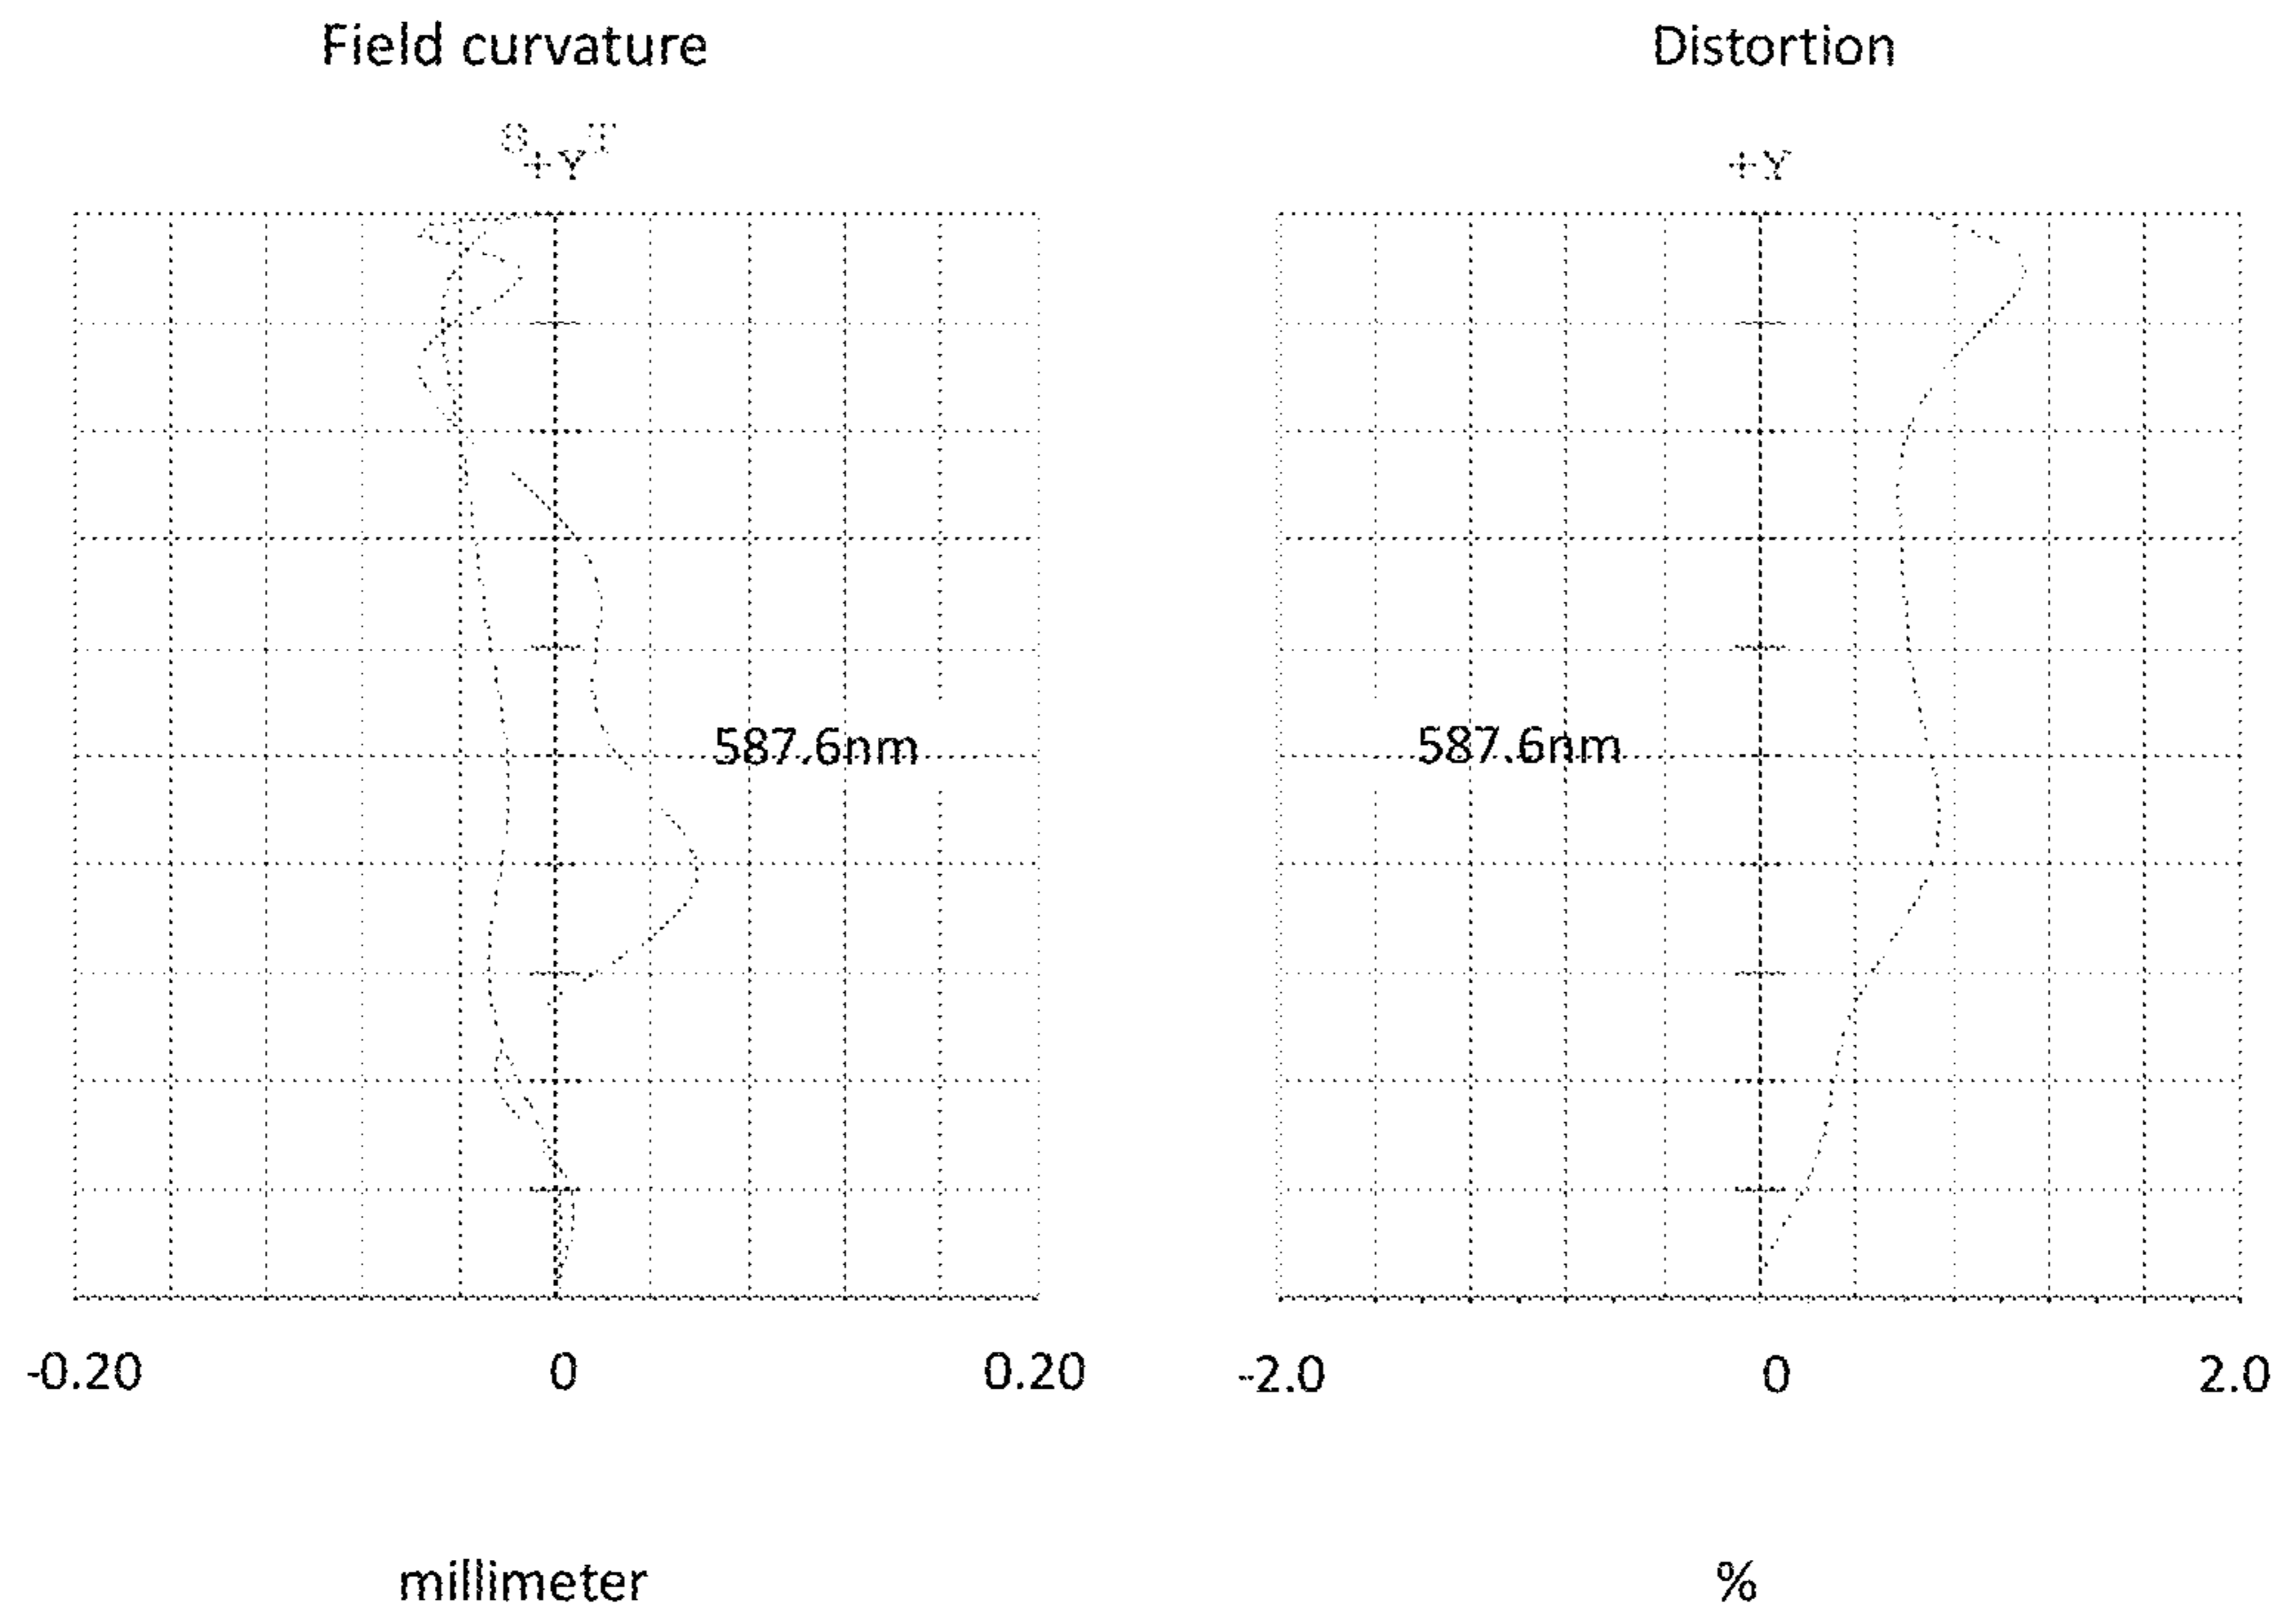 Field curvature
Distortion
S T
+Y
+Y
587.6nm
587.6nm
-0.20
0
0.20
-2.0
0
2.0
millimeter
%